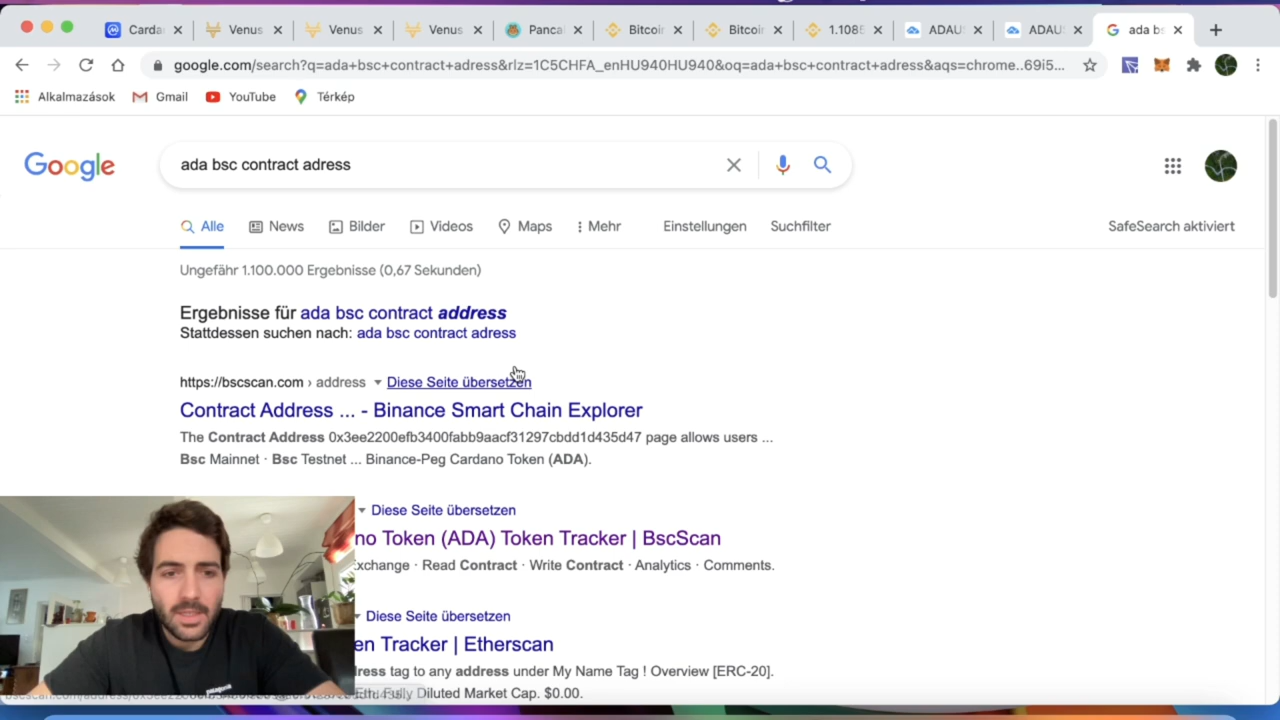 Carda
Venus
Venus
Venus
Panca
Bitcoi
Bitcoi
ADAU
ADAU
ada bs
google.com/search?q=ada+bsc+contract+adress&rlz=1C5CHFA_enHU940HU940&oq=ada+bsc+contract+adress&aqs=chrome..69i5...
Alkalmazások
Gmail
YouTube
Térkép
Google
ada bsc contract adress
Alle
News
Bilder
Videos
Maps
Mehr
Einstellungen
Suchfilter
SafeSearch aktiviert
Ungefähr 1.100.000 Ergebnisse (0,67 Sekunden)
Ergebnisse für ada bsc contract address
Stattdessen suchen nach: ada bsc contract adress
https://bscscan.com › address
Diese Seite übersetzen
Contract Address ... - Binance Smart Chain Explorer
The Contract Address 0x3ee2200efb3400fabb9aacf31297cbdd1d435d47 page allows users ...
Bsc Mainnet · Bsc Testnet ... Binance-Peg Cardano Token (ADA).
Diese Seite übersetzen
no Token (ADA) Token Tracker | BscScan
xchange · Read Contract · Write Contract · Analytics · Comments.
Diese Seite übersetzen
en Tracker | Etherscan
dress tag to any address under My Name Tag ! Overview [ERC-20].
Eth: Fully Diluted Market Cap. $0.00.